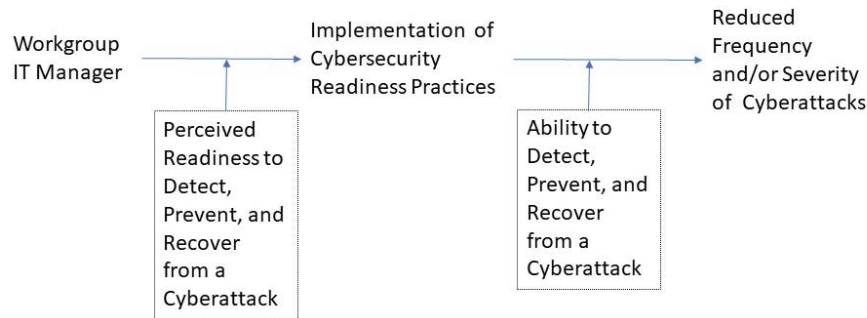 Workgroup
IT Manager
Implementation of
Cybersecurity
Readiness Practices
Reduced
Frequency
and/or Severity
of Cyberattacks
Perceived
Readiness to
Detect,
Prevent, and
Recover
from a
Cyberattack
Ability to
Detect,
Prevent, and
Recover
from a
Cyberattack